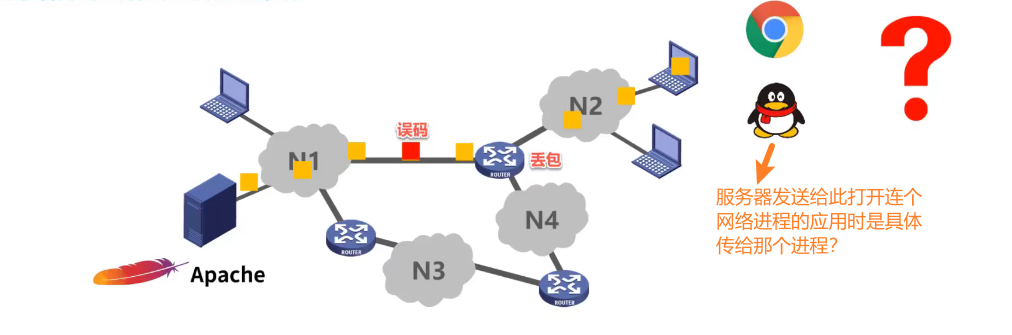 误码
N1
N2
丢包
ROUTER
N4
ROUTER
N3
ROUTER
Apache
服务器发送给此打开连个
网络进程的应用时是具体
传给那个进程?
?